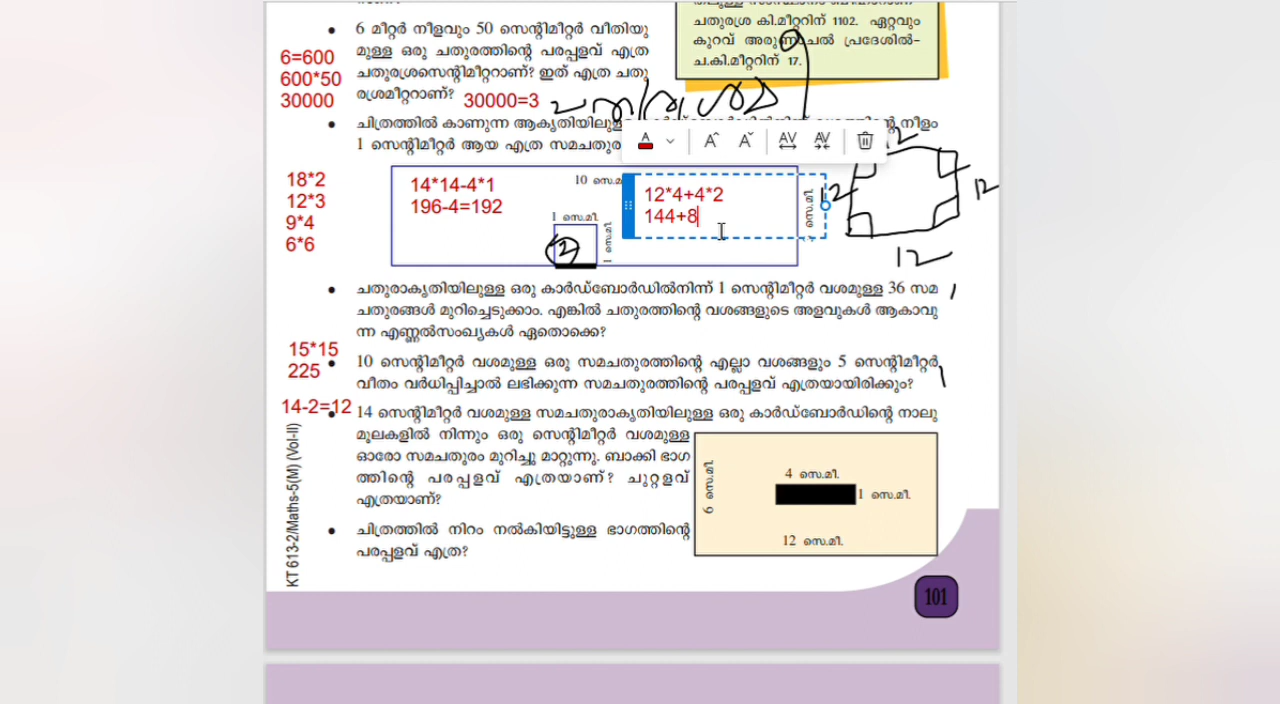 ചതുരശ്ര കി.മീറ്ററിന് 1102. ഏറ്റവും
കുറവ് അരുണാചൽ പ്രദേശിൽ-
ച.കി.മീറ്ററിന് 17.
6 മീറ്റർ നീളവും 50 സെന്റിമീറ്റർ വീതിയു
മുള്ള ഒരു ചതുരത്തിന്റെ പരപ്പളവ് എത്ര
ചതുരശ്രസെന്റിമീറ്ററാണ്? ഇത് എത്ര ചതു
രശ്രമീറ്ററാണ്?
6=600
600*50
30000
30000=3
ചിത്രത്തിൽ കാണുന്ന ആകൃതിയിലുള്ള
നീളം
1 സെന്റിമീറ്റർ ആയ എത്ര സമചതുര
18*2
12*3
9*4
6*6
14*14-4*1
196-4=192
10 സെ.മീ
12*4+4*2
144+8
1 സെ.മീ.
1 സെ.മീ.
2
സെ.മീ.
12
12
12
12
ചതുരാകൃതിയിലുള്ള ഒരു കാർഡ്ബോർഡിൽനിന്ന് 1 സെന്റിമീറ്റർ വശമുള്ള 36 സമ
ചതുരങ്ങൾ മുറിച്ചെടുക്കാം. എങ്കിൽ ചതുരത്തിന്റെ വശങ്ങളുടെ അളവുകൾ ആകാവു
ന്ന എണ്ണൽസംഖ്യകൾ ഏതൊക്കെ?
15*15
225
10 സെന്റിമീറ്റർ വശമുള്ള ഒരു സമചതുരത്തിന്റെ എല്ലാ വശങ്ങളും 5 സെന്റിമീറ്റർ
വീതം വർധിപ്പിച്ചാൽ ലഭിക്കുന്ന സമചതുരത്തിന്റെ പരപ്പളവ് എത്രയായിരിക്കും?
14-2=12
14 സെന്റിമീറ്റർ വശമുള്ള സമചതുരാകൃതിയിലുള്ള ഒരു കാർഡ്ബോർഡിന്റെ നാലു
മൂലകളിൽ നിന്നും ഒരു സെന്റിമീറ്റർ വശമുള്ള
ഓരോ സമചതുരം മുറിച്ചു മാറ്റുന്നു. ബാക്കി ഭാഗ
ത്തിന്റെ പരപ്പളവ് എത്രയാണ്? ചുറ്റളവ്
എത്രയാണ്?
ചിത്രത്തിൽ നിറം നൽകിയിട്ടുള്ള ഭാഗത്തിന്റെ
പരപ്പളവ് എത്ര?
6 സെ.മീ.
4 സെ.മീ.
1 സെ.മീ.
12 സെ.മീ.
KT 613-2/Maths-5(M) (Vol-II)
101